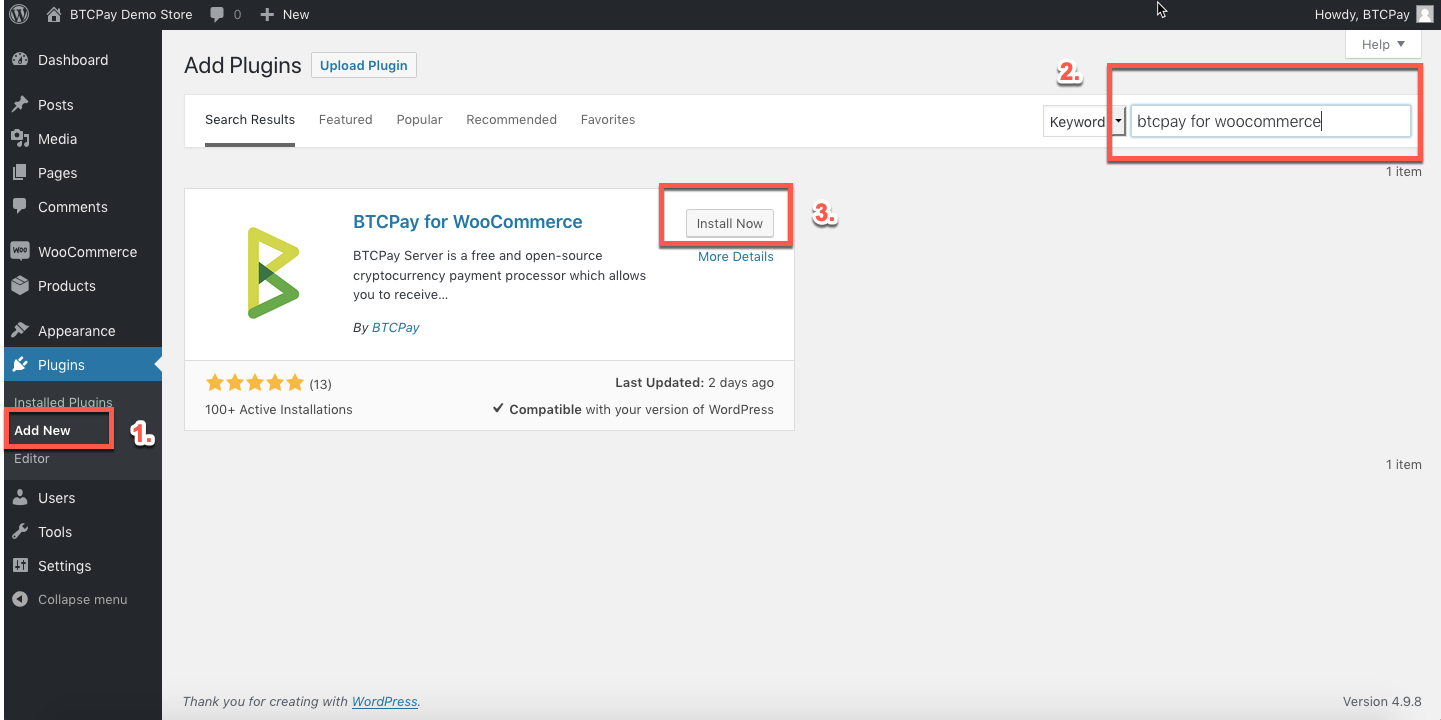 BTCPay Demo Store 0 New Howdy, BTCPay
Help
Dashboard
Posts
Media
Pages
Comments
WOO WooCommerce
Products
Appearance
Plugins
Installed Plugins
Add New
1.
Editor
Users
Tools
Settings
Collapse menu
Add Plugins Upload Plugin
2.
Search Results Featured Popular Recommended Favorites Keyword btcpay for woocommerce
1 item
BTCPay for WooCommerce
Install Now
3.
More Details
BTCPay Server is a free and open-source
cryptocurrency payment processor which allows
you to receive...
By BTCPay
(13)
Last Updated: 2 days ago
100+ Active Installations
Compatible with your version of WordPress
1 item
Thank you for creating with WordPress.
Version 4.9.8